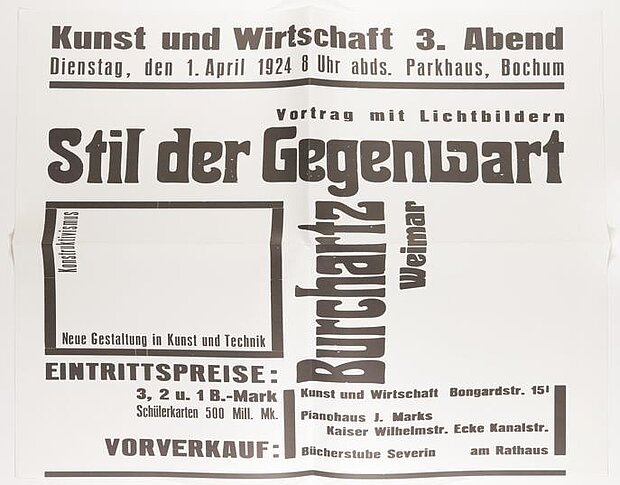 Kunst und Wirtschaft 3. Abend
Dienstag, den 1. April 1924 8 Uhr abds. Parkhaus, Bochum
Vortrag mit Lichtbildern
Stil der Gegenwart
Burchartz
Weimar
Konstruktivismus
Neue Gestaltung in Kunst und Technik
EINTRITTSPREISE:
3, 2 u. 1 B.-Mark
Schülerkarten 500 Mill. Mk.
VORVERKAUF:
Kunst und Wirtschaft Bongardstr. 15¹
Pianohaus J. Marks
Kaiser Wilhelmstr. Ecke Kanalstr.
Bücherstube Severin am Rathaus